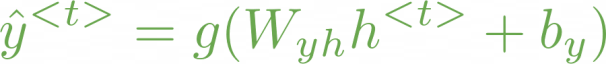 ŷ^{<t>} = g(W_{yh}h^{<t>} + b_y)